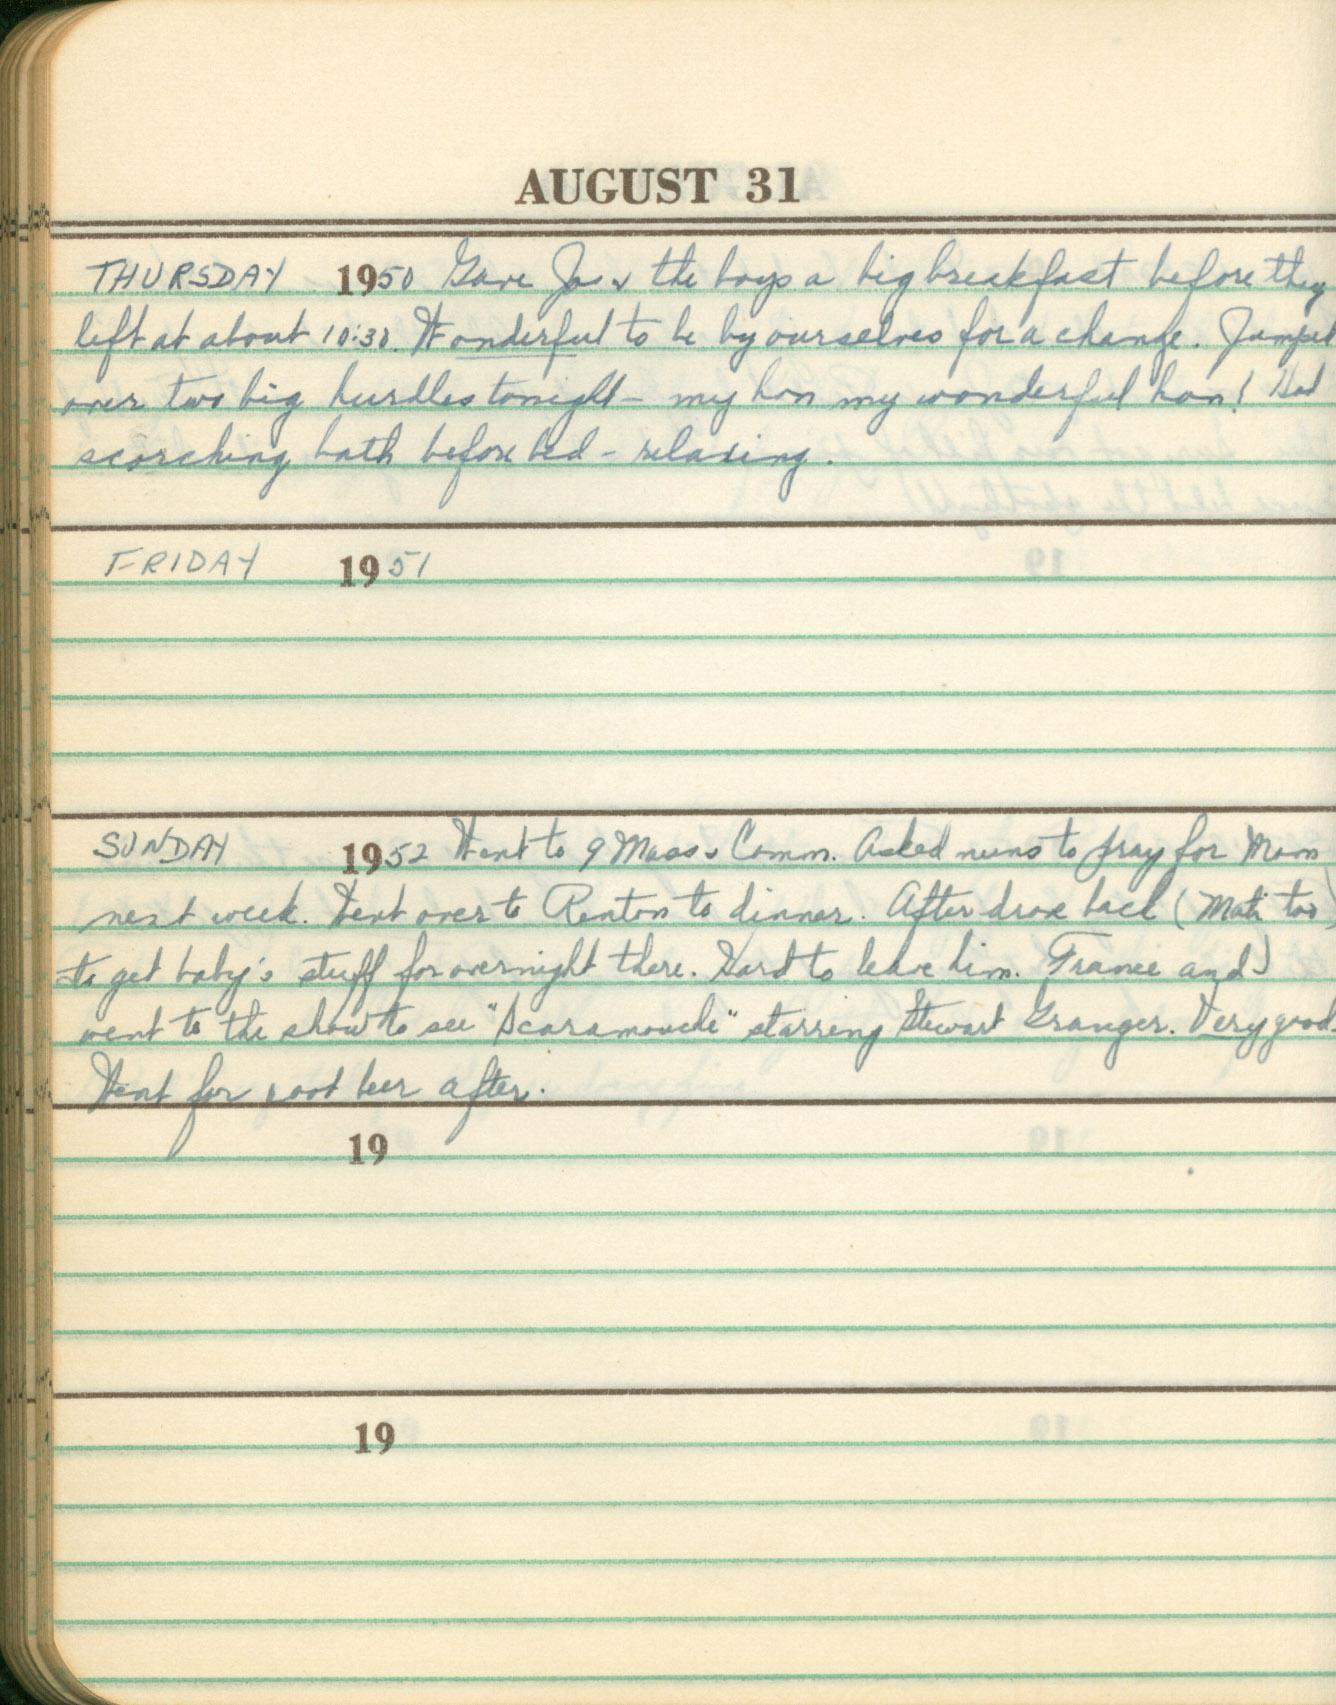 AUGUST 31
THURSDAY 1950 Gave Jo & the boys a big breakfast before they
left at about 10:30. Wonderful to be by ourselves for a change. Jumped
over two big hurdles tonight – my hon my wonderful hon! Had
scorching bath before bed – relaxing.
FRIDAY 1951
SUNDAY 1952 Went to 9 Mass & Comm. Asked nuns to pray for Mom
next week. Went over to Renton to dinner. After drove back (Mati too)
to get baby's stuff for overnight there. Hard to leave him. France and I
went to the show to see "Scaramouche" starring Stewart Granger. Very good
Went for root beer after.
19
19